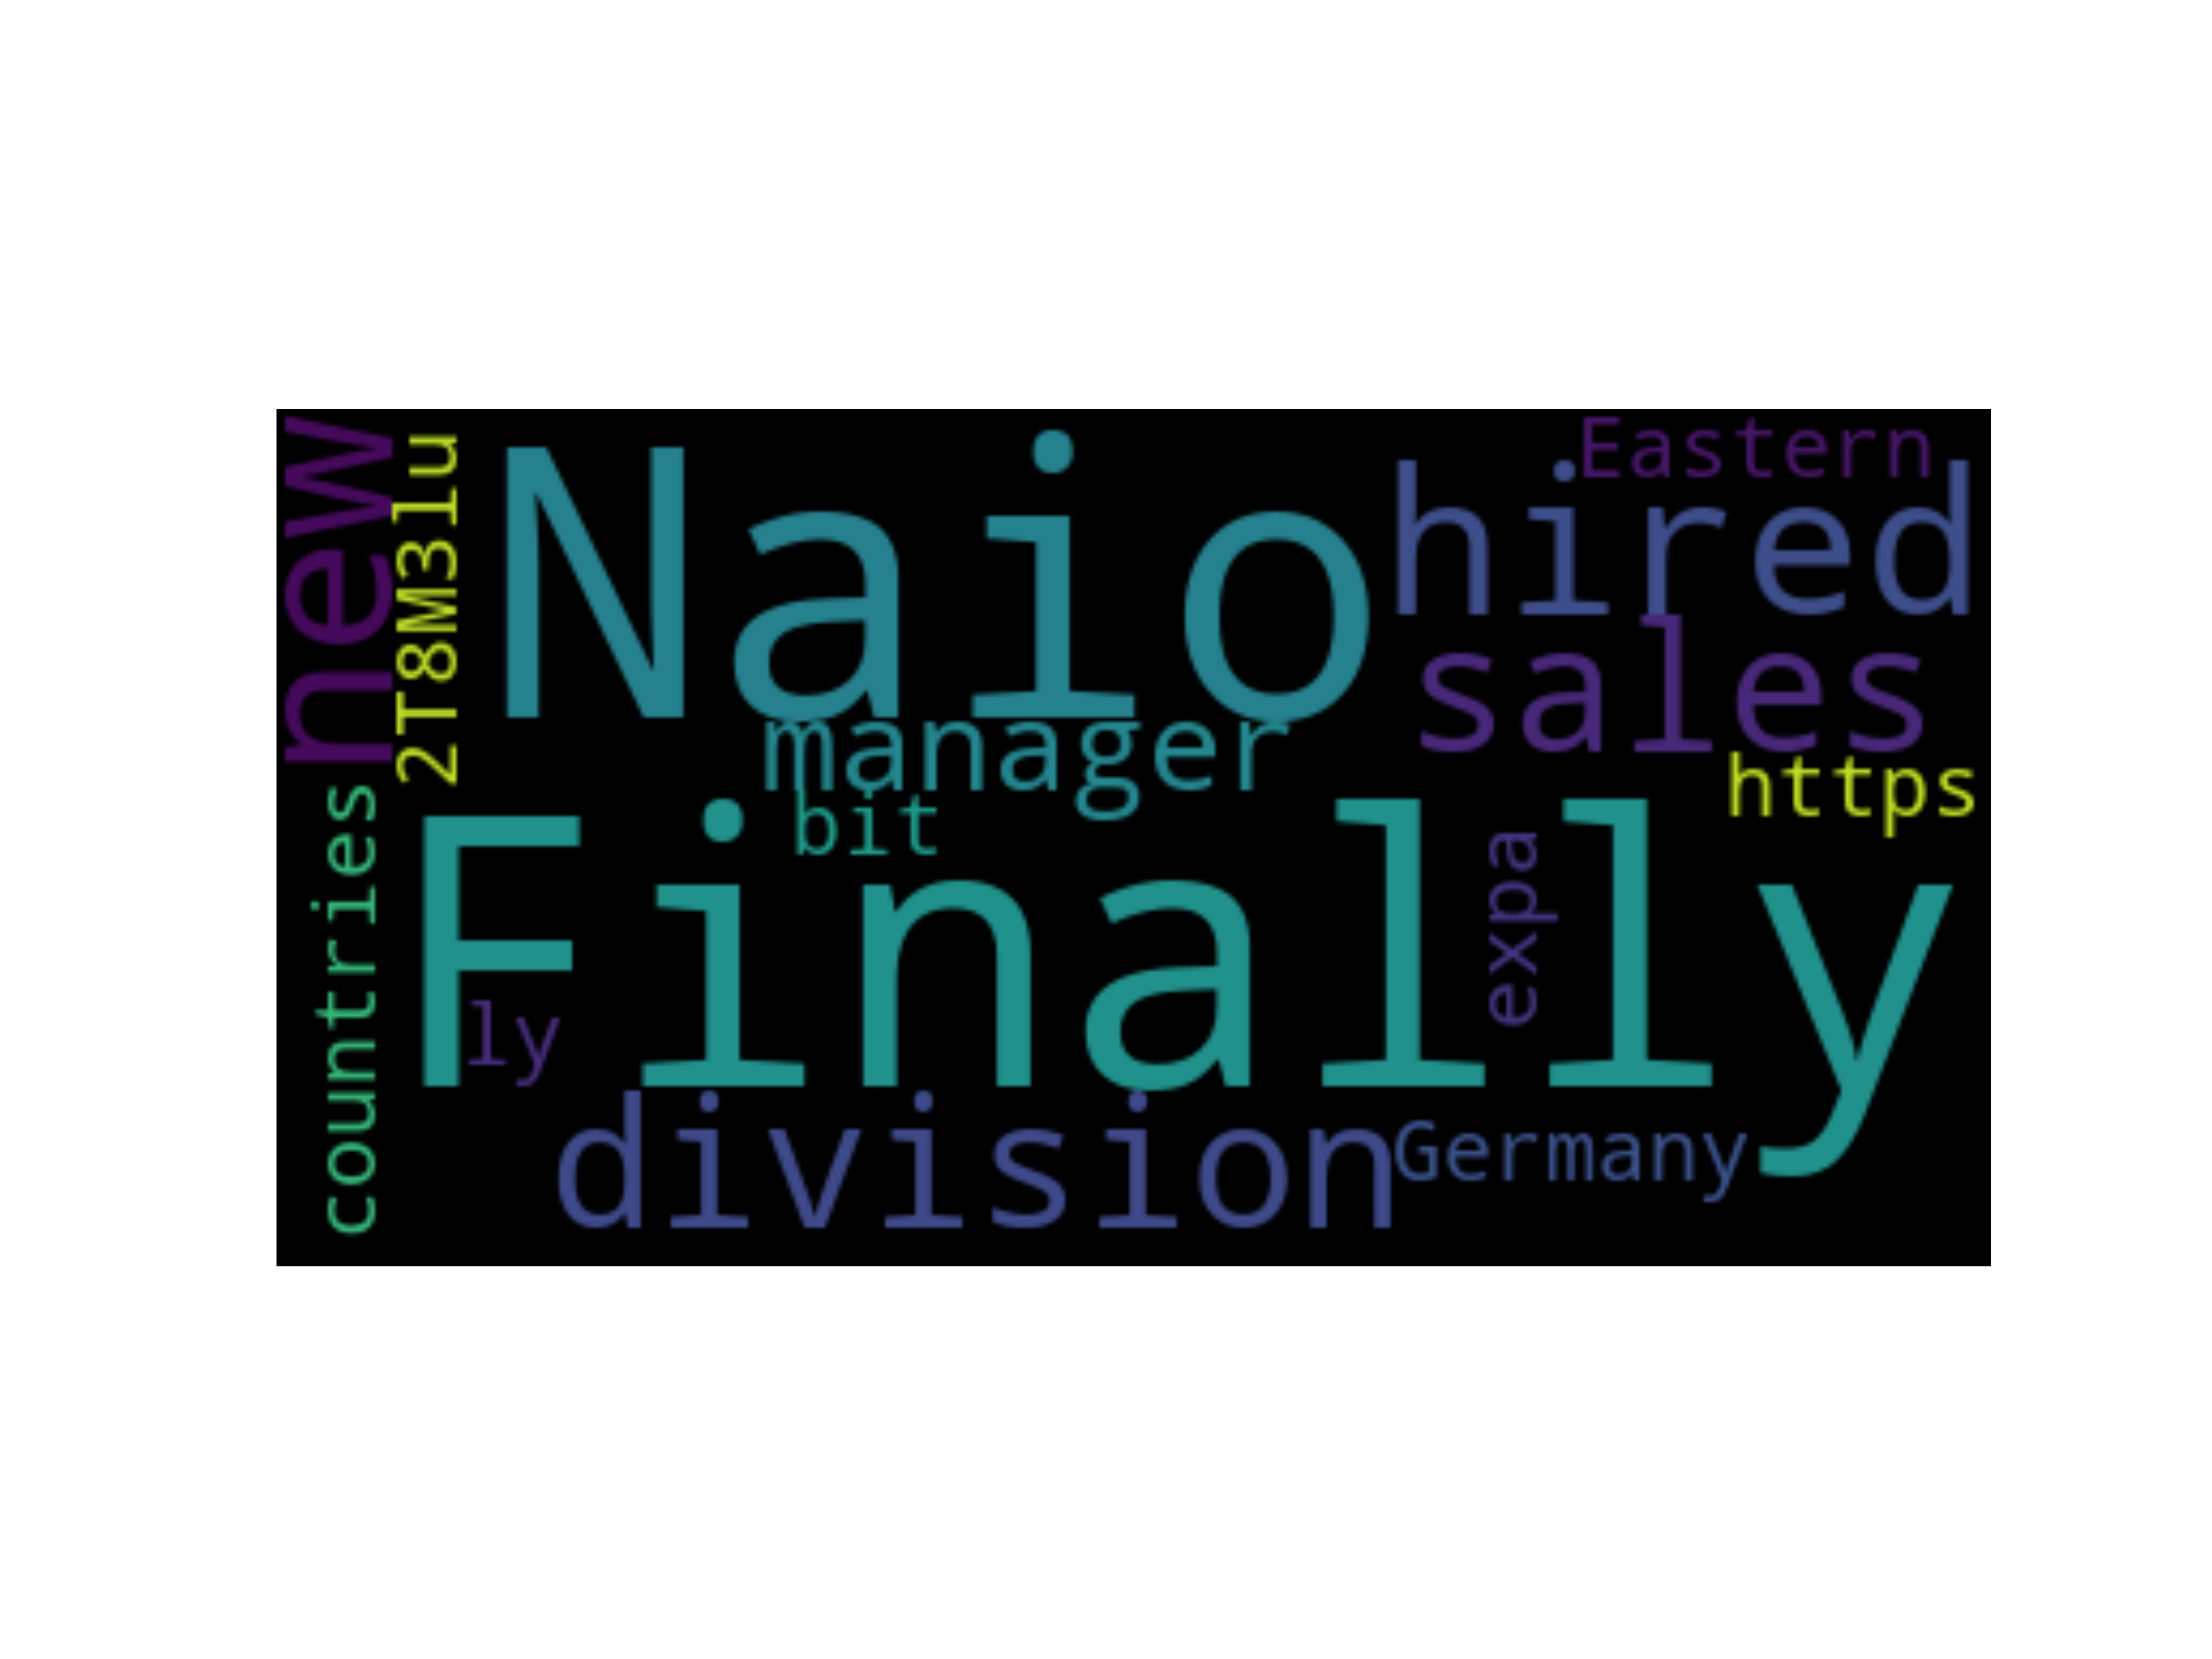 new
2T8M3lu
Naio
hired
Eastern
sales
manager
https
bit
countries
Finally
expa
ly
division
Germany